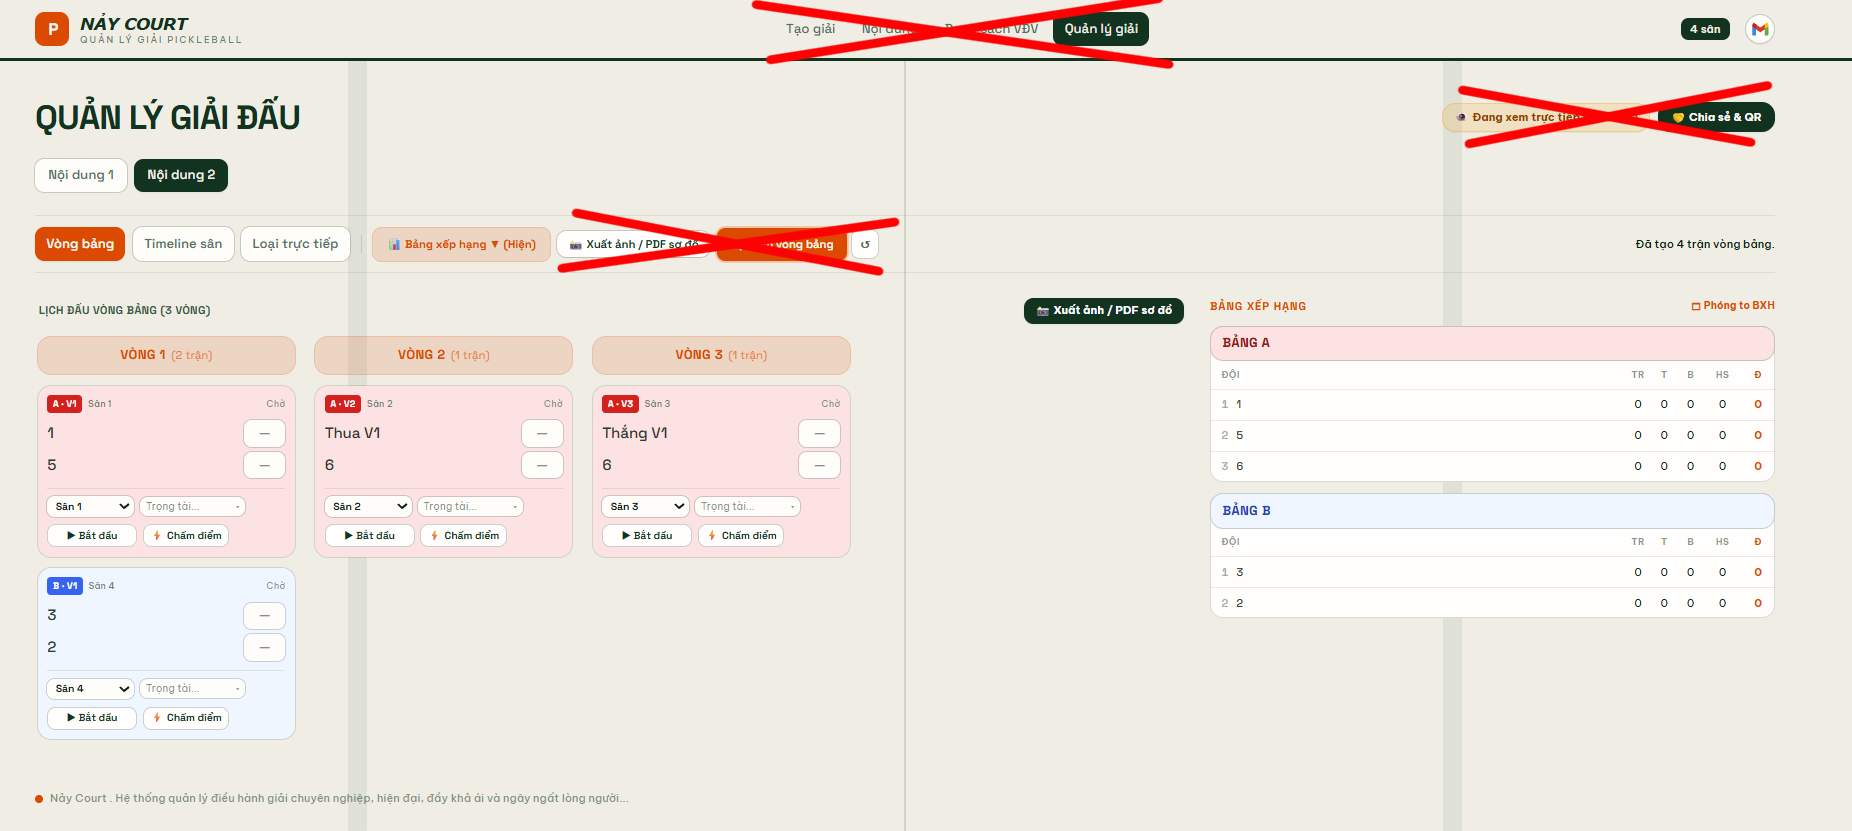 P
NẢY COURT
QUẢN LÝ GIẢI PICKLEBALL
Tạo giải
Nội
VĐV
Quản lý giải
4 sân
QUẢN LÝ GIẢI ĐẤU
Đang xem trực
Chia sẻ & QR
Nội dung 1
Nội dung 2
Vòng bảng
Timeline sân
Loại trực tiếp
Bảng xếp hạng ▼ (Hiện)
Xuất ảnh / PDF sơ đồ
vòng bảng
↺
Đã tạo 4 trận vòng bảng.
LỊCH ĐẤU VÒNG BẢNG (3 VÒNG)
Xuất ảnh / PDF sơ đồ
VÒNG 1 (2 trận)
VÒNG 2 (1 trận)
VÒNG 3 (1 trận)
A · V1 Sân 1 Chờ
1 —
5 —
Sân 1 Trọng tài...
▶ Bắt đầu Chấm điểm
A · V2 Sân 2 Chờ
Thua V1 —
6 —
Sân 2 Trọng tài...
▶ Bắt đầu Chấm điểm
A · V3 Sân 3 Chờ
Thắng V1 —
6 —
Sân 3 Trọng tài...
▶ Bắt đầu Chấm điểm
B · V1 Sân 4 Chờ
3 —
2 —
Sân 4 Trọng tài...
▶ Bắt đầu Chấm điểm
BẢNG XẾP HẠNG
Phóng to BXH
BẢNG A
ĐỘI TR T B HS Đ
1 1 0 0 0 0 0
2 5 0 0 0 0 0
3 6 0 0 0 0 0
BẢNG B
ĐỘI TR T B HS Đ
1 3 0 0 0 0 0
2 2 0 0 0 0 0
Nảy Court . Hệ thống quản lý điều hành giải chuyên nghiệp, hiện đại, đầy khả ái và ngây ngất lòng người...